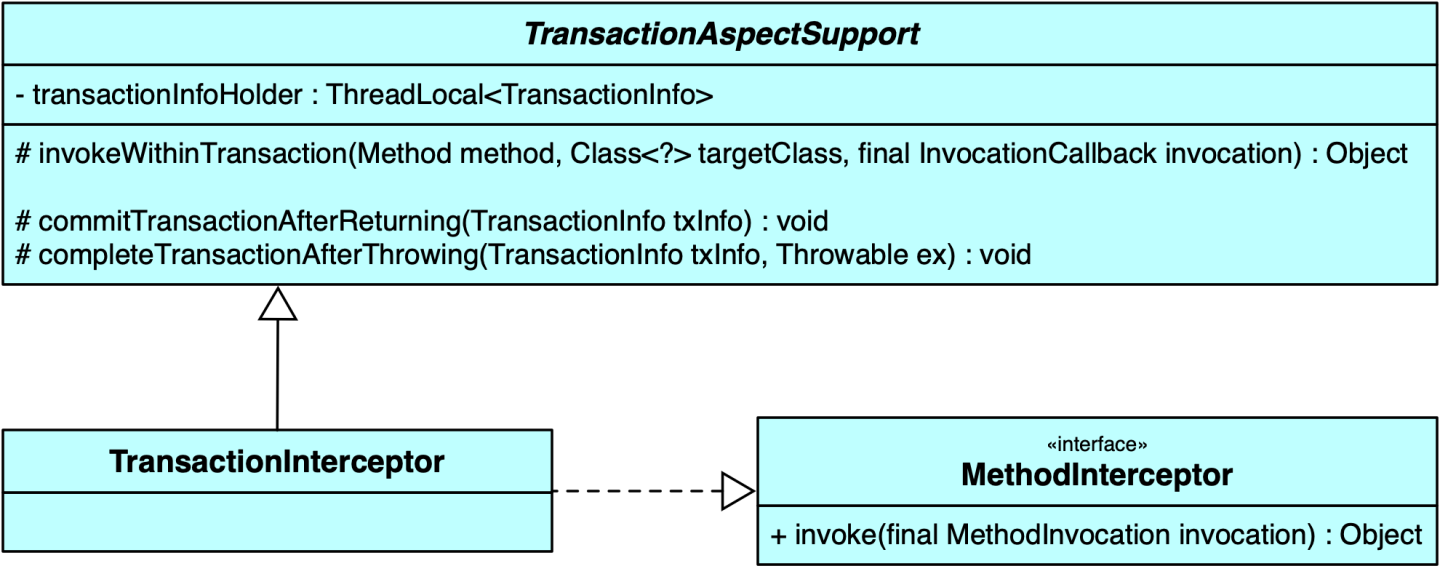 TransactionAspectSupport
- transactionInfoHolder : ThreadLocal<TransactionInfo>
# invokeWithinTransaction(Method method, Class<?> targetClass, final InvocationCallback invocation) : Object
# commitTransactionAfterReturning(TransactionInfo txInfo) : void
# completeTransactionAfterThrowing(TransactionInfo txInfo, Throwable ex) : void
TransactionInterceptor
«interface»
MethodInterceptor
+ invoke(final MethodInvocation invocation) : Object